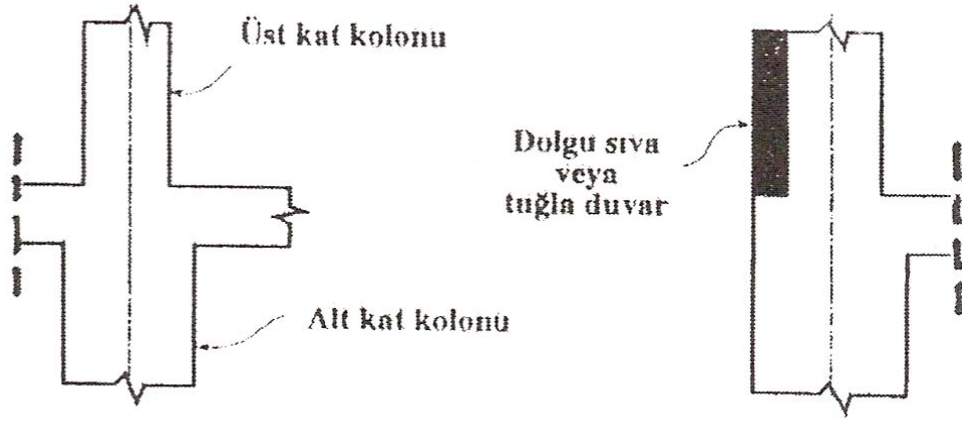 Üst kat kolonu
Dolgu sıva
veya
tuğla duvar
Alt kat kolonu